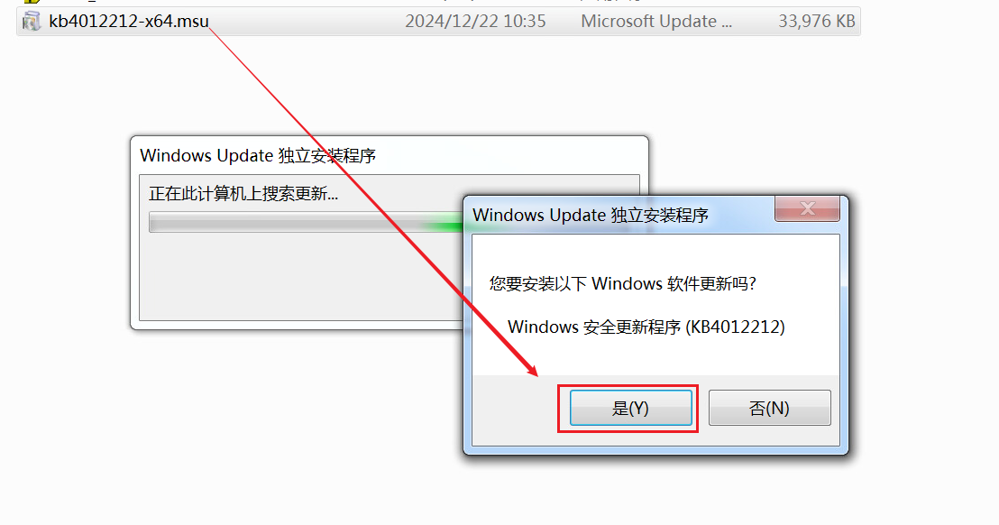 kb4012212-x64.msu 2024/12/22 10:35 Microsoft Update ... 33,976 KB
Windows Update 独立安装程序
正在此计算机上搜索更新...
Windows Update 独立安装程序
您要安装以下 Windows 软件更新吗?
Windows 安全更新程序 (KB4012212)
是(Y) 否(N)